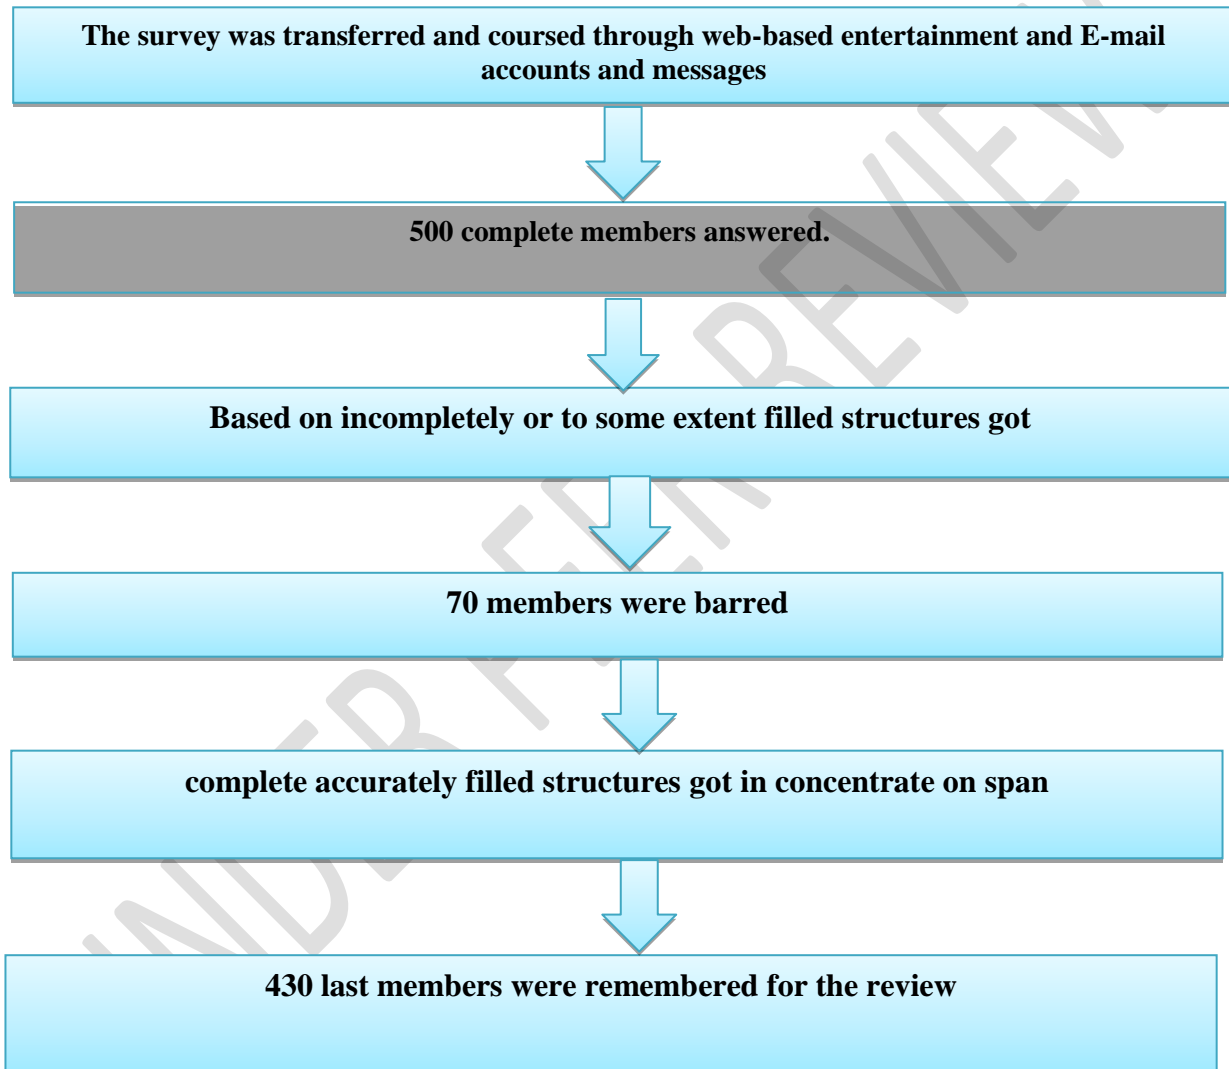 The survey was transferred and coursed through web-based entertainment and E-mail
accounts and messages
500 complete members answered.
Based on incompletely or to some extent filled structures got
70 members were barred
complete accurately filled structures got in concentrate on span
430 last members were remembered for the review
UNDER PEER REVIEW